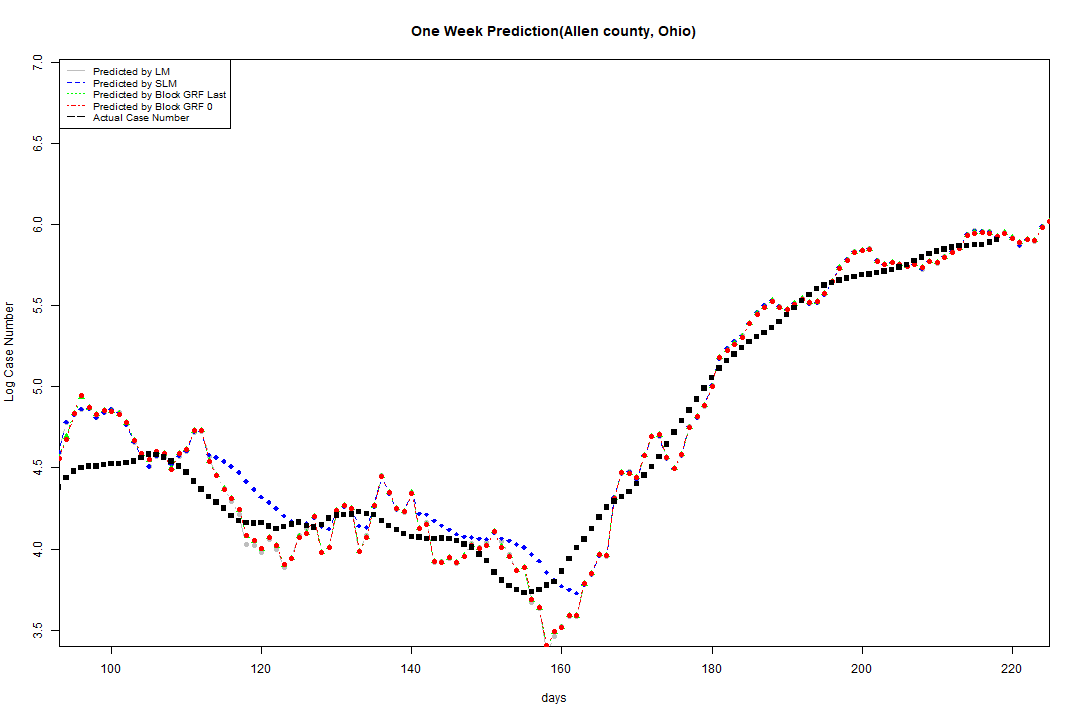 One Week Prediction(Allen county, Ohio)
Predicted by LM
Predicted by SLM
Predicted by Block GRF Last
Predicted by Block GRF 0
Actual Case Number
Log Case Number
7.0
6.5
6.0
5.5
5.0
4.5
4.0
3.5
100 120 140 160 180 200 220
days